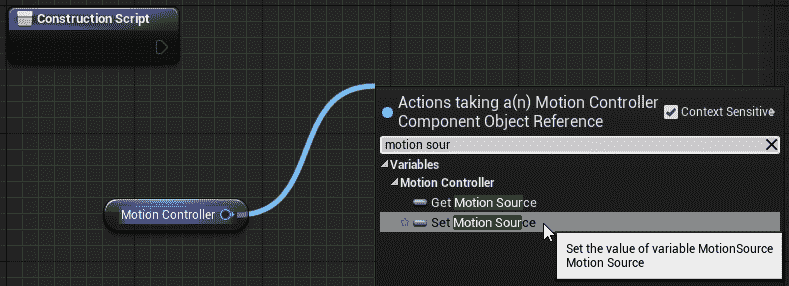 Construction Script
Motion Controller
Actions taking a(n) Motion Controller
Component Object Reference
Context Sensitive
motion sour
Variables
Motion Controller
Get Motion Source
Set Motion Source
Set the value of variable MotionSource
Motion Source